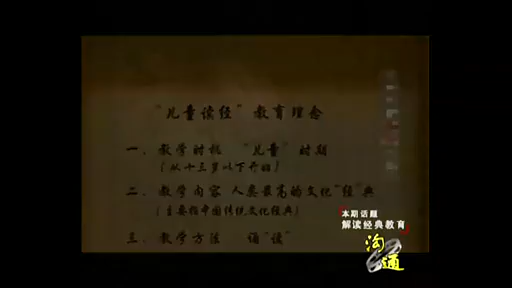 “儿童读经”教育理念
一、教学时机 “儿童”时期
（从十三岁以下开始）
二、教学内容 人类最高的文化“经”典
（主要指中国传统文化经典）
三、教学方法 诵“读”
本期话题
解读经典教育
沟通